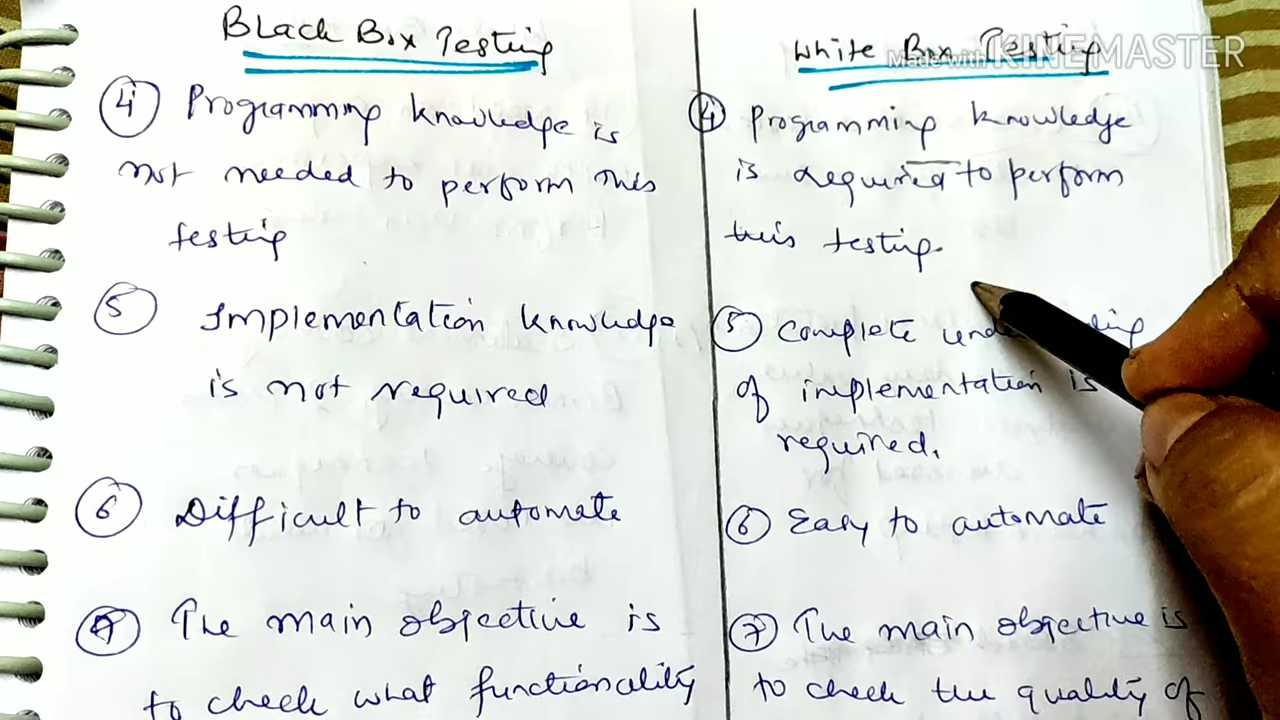 Black Box Testing
④ Programming knowledge is
not needed to perform this
testing
⑤ Implementation knowledge
is not required
⑥ Difficult to automate
⑦ The main objective is
to check what functionality
White Box Testing
Made with KINEMASTER
④ Programming knowledge
is required to perform
this testing.
⑤ Complete
of implementation is
required.
⑥ Easy to automate
⑦ The main objective is
to check the quality of